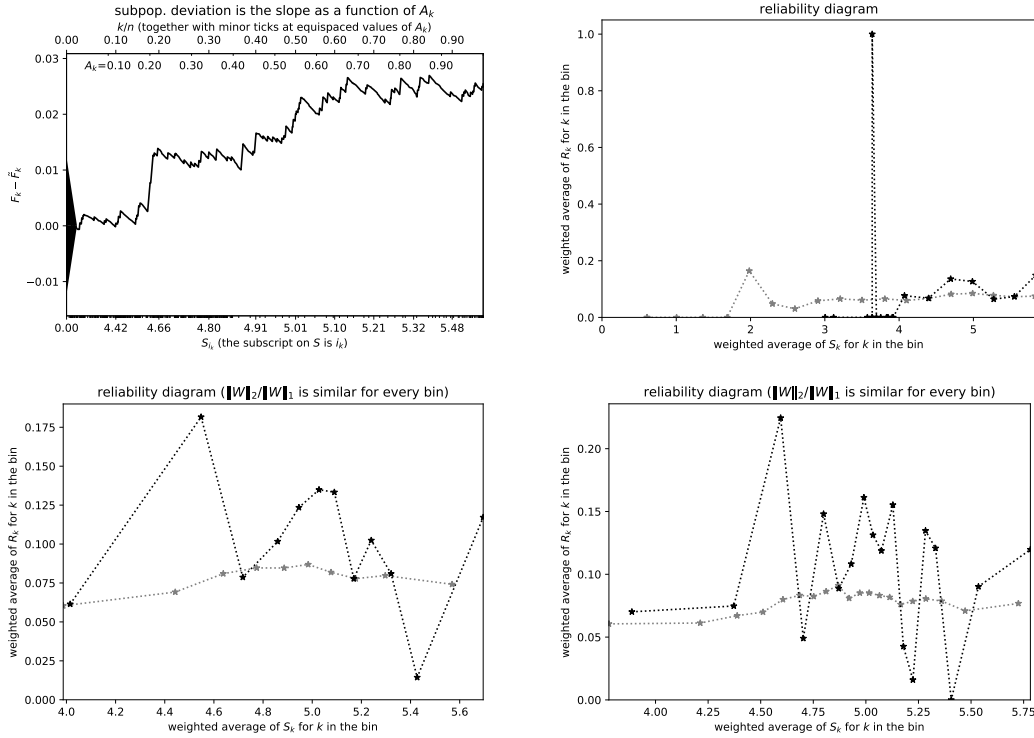 subpop. deviation is the slope as a function of A_k
k/n (together with minor ticks at equispaced values of A_k)
0.00 0.10 0.20 0.30 0.40 0.50 0.60 0.70 0.80 0.90
A_k=0.10 0.20 0.30 0.40 0.50 0.60 0.70 0.80 0.90
0.03
0.02
0.01
0.00
−0.01
F_k − F̃_k
0.00 4.42 4.66 4.80 4.91 5.01 5.10 5.21 5.32 5.48
S_{i_k} (the subscript on S is i_k)
reliability diagram
1.0
0.8
0.6
0.4
0.2
0.0
weighted average of R_k for k in the bin
0 1 2 3 4 5
weighted average of S_k for k in the bin
reliability diagram (‖W‖₂/‖W‖₁ is similar for every bin)
0.175
0.150
0.125
0.100
0.075
0.050
0.025
0.000
weighted average of R_k for k in the bin
4.0 4.2 4.4 4.6 4.8 5.0 5.2 5.4 5.6
weighted average of S_k for k in the bin
reliability diagram (‖W‖₂/‖W‖₁ is similar for every bin)
0.20
0.15
0.10
0.05
0.00
weighted average of R_k for k in the bin
4.00 4.25 4.50 4.75 5.00 5.25 5.50 5.75
weighted average of S_k for k in the bin